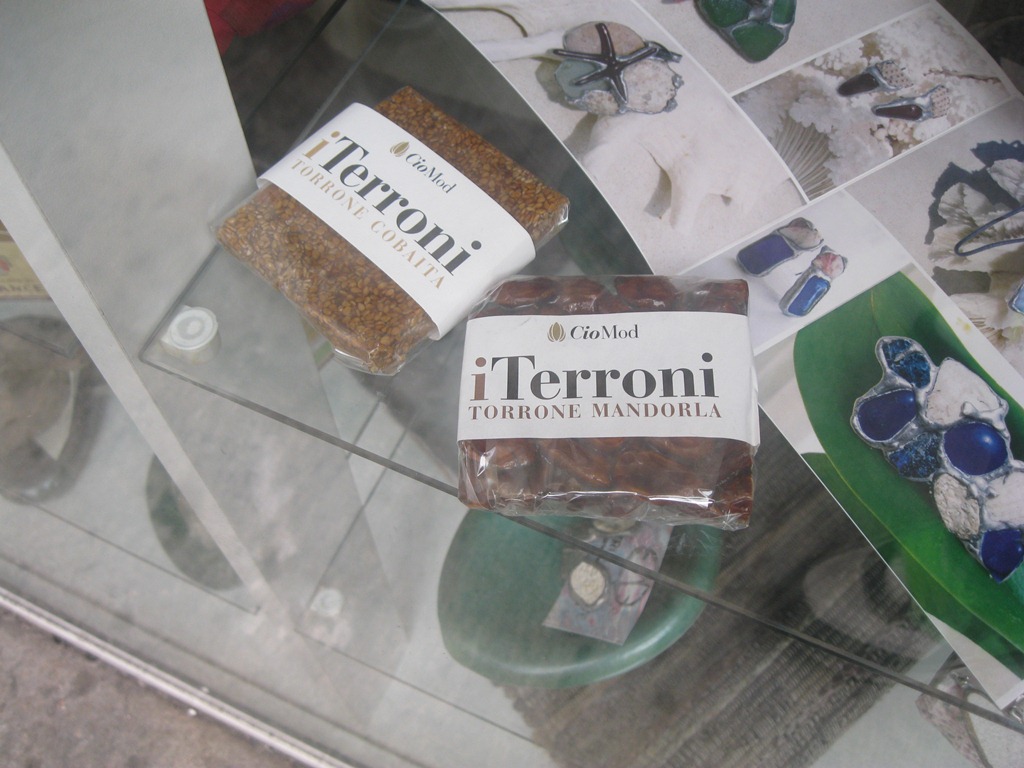 CioMod
iTerroni
TORRONE COBAITA
CioMod
iTerroni
TORRONE MANDORLA